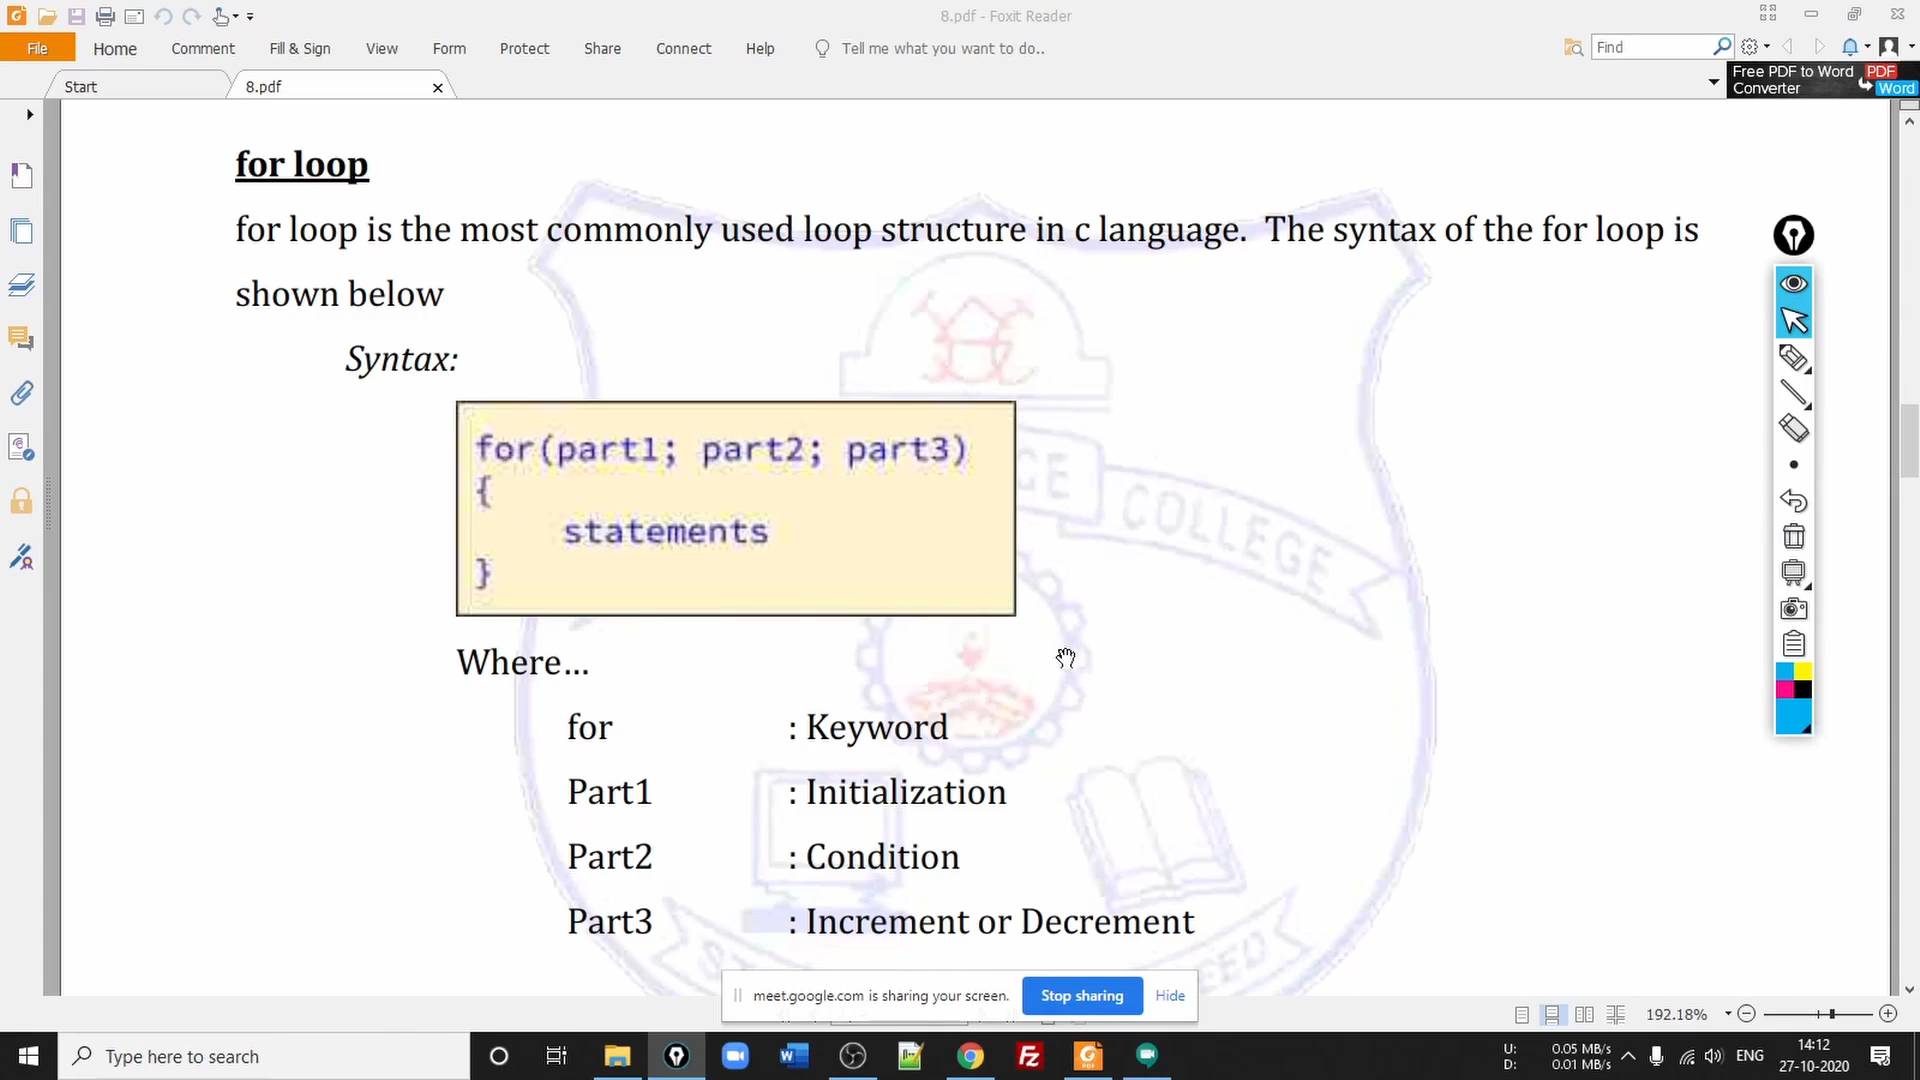 8.pdf - Foxit Reader
File Home Comment Fill & Sign View Form Protect Share Connect Help Tell me what you want to do.. Find
Start 8.pdf
Free PDF to Word PDF
Converter Word
for loop
for loop is the most commonly used loop structure in c language. The syntax of the for loop is
shown below
Syntax:
for(part1; part2; part3)
{
statements
}
Where...
for : Keyword
Part1 : Initialization
Part2 : Condition
Part3 : Increment or Decrement
COLLEGE
meet.google.com is sharing your screen. Stop sharing Hide
192.18%
Type here to search
U: 0.05 MB/s
D: 0.01 MB/s
ENG
14:12
27-10-2020